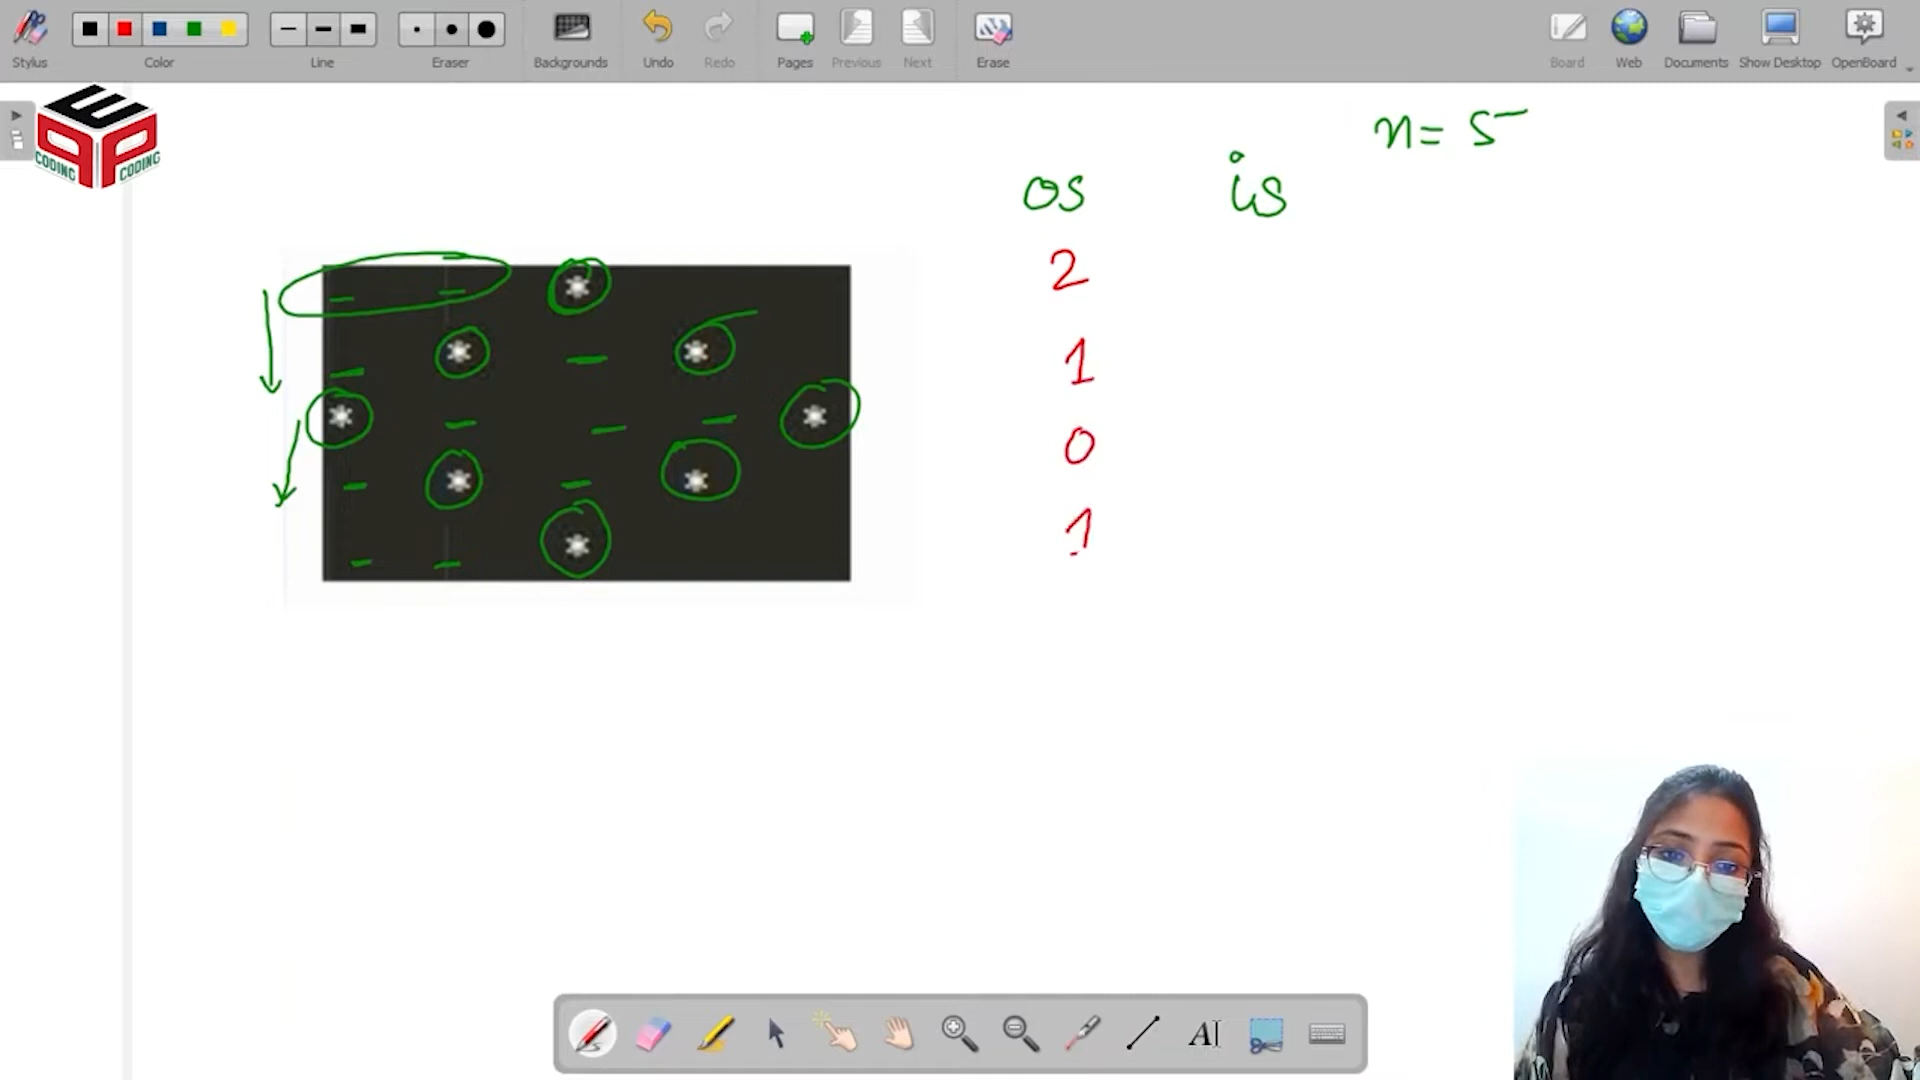 Stylus Color Line Eraser Backgrounds Undo Redo Pages Previous Next Erase Board Web Documents Show Desktop OpenBoard
PEP
CODING CODING
n = 5
os is
2
1
0
1
AI